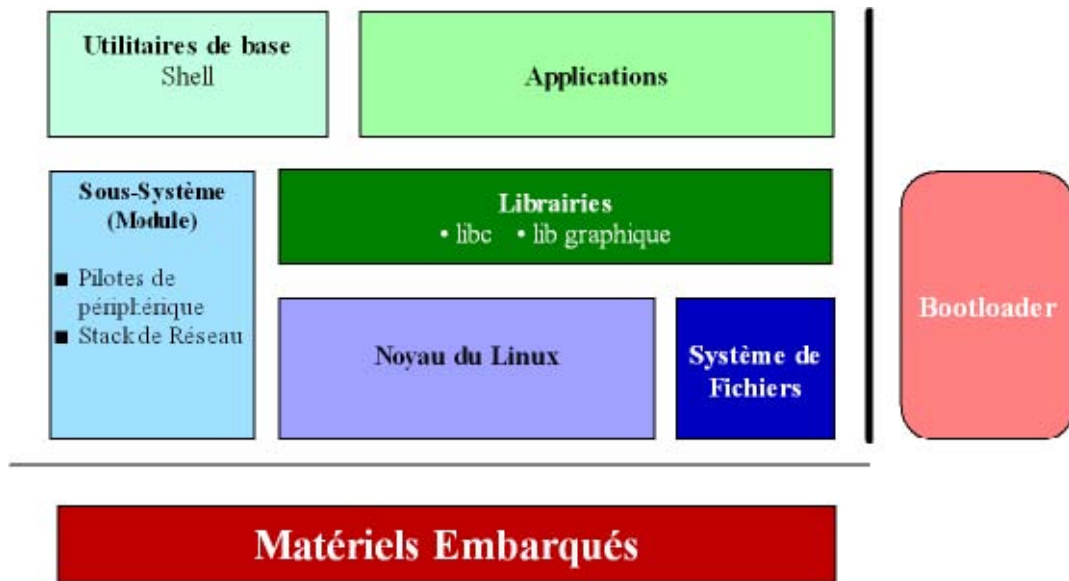 Utilitaires de base
Shell
Applications
Sous-Système
(Module)
■ Pilotes de
périphérique
■ Stack de Réseau
Librairies
• libc • lib graphique
Noyau du Linux
Système de
Fichiers
Bootloader
Matériels Embarqués